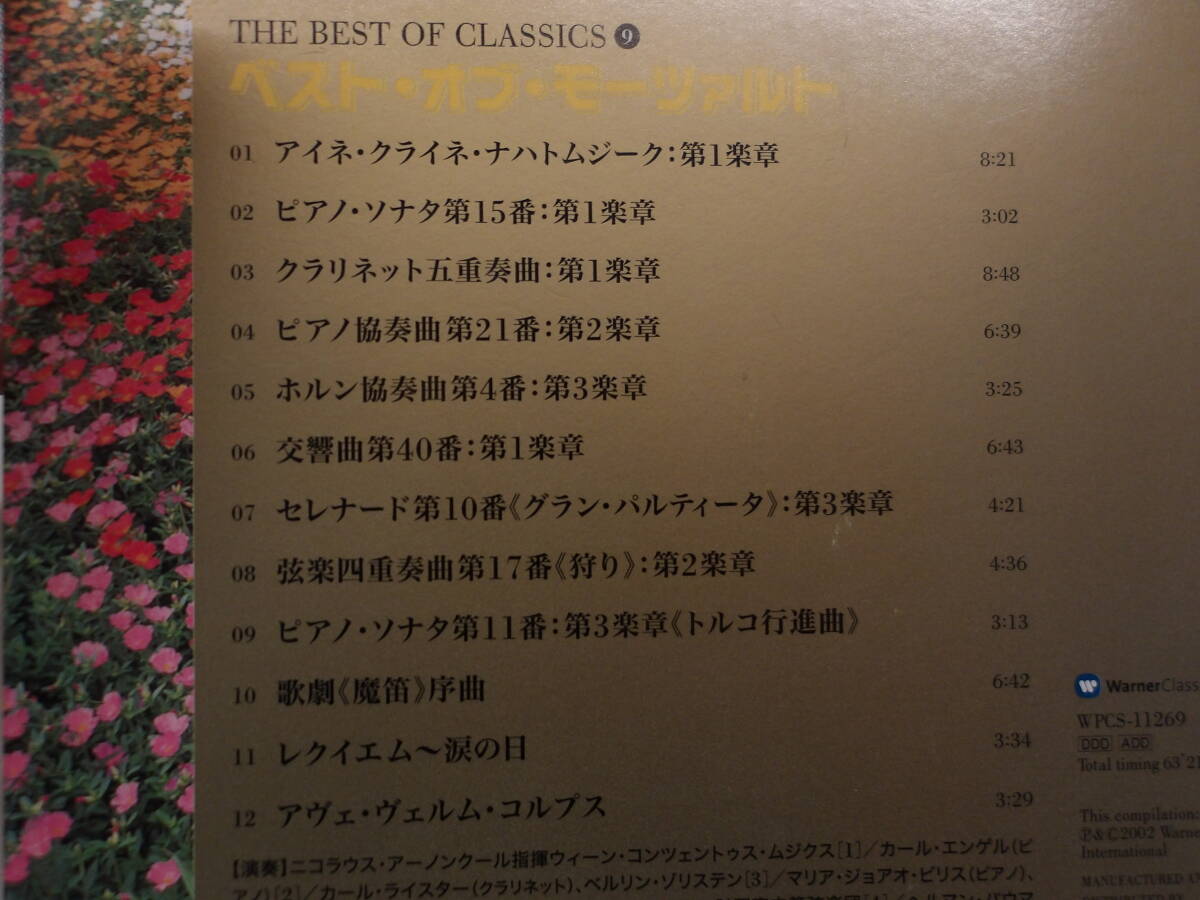 THE BEST OF CLASSICS 9
ベスト・オブ・モーツァルト
01 アイネ・クライネ・ナハトムジーク：第1楽章 8:21
02 ピアノ・ソナタ第15番：第1楽章 3:02
03 クラリネット五重奏曲：第1楽章 8:48
04 ピアノ協奏曲第21番：第2楽章 6:39
05 ホルン協奏曲第4番：第3楽章 3:25
06 交響曲第40番：第1楽章 6:43
07 セレナード第10番《グラン・パルティータ》：第3楽章 4:21
08 弦楽四重奏曲第17番《狩り》：第2楽章 4:36
09 ピアノ・ソナタ第11番：第3楽章《トルコ行進曲》 3:13
10 歌劇《魔笛》序曲 6:42
11 レクイエム〜涙の日 3:34
12 アヴェ・ヴェルム・コルプス 3:29
【演奏】ニコラウス・アーノンクール指揮ウィーン・コンツェントゥス・ムジクス[1]／カール・エンゲル(ピ
アノ)[2]／カール・ライスター(クラリネット)、ベルリン・ゾリステン[3]／マリア・ジョアオ・ピリス(ピアノ)、
WarnerClass
WPCS-11269
DDD ADD
Total timing 63'21
This compilation:
℗&©2002 Warne
International
MANUFACTURED AN